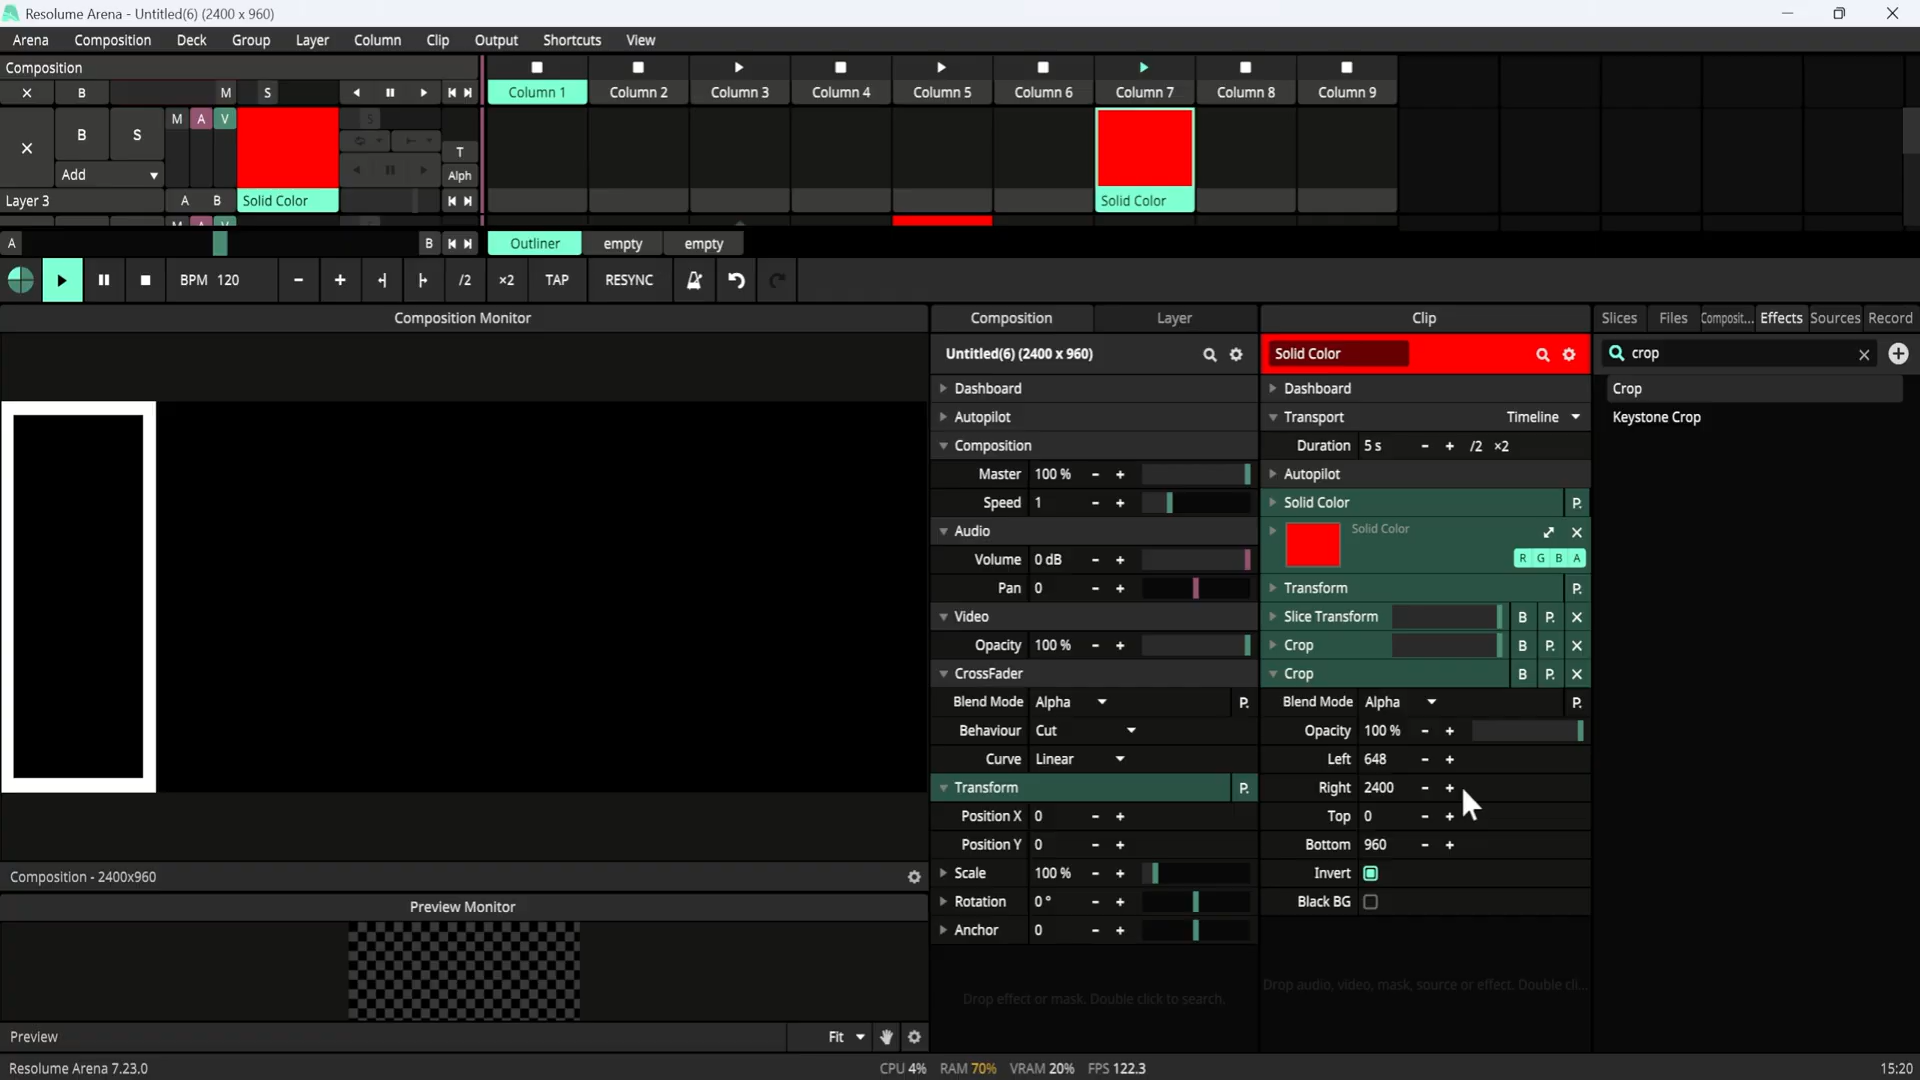 Resolume Arena - Untitled(6) (2400 x 960)
Arena Composition Deck Group Layer Column Clip Output Shortcuts View
Composition
B M S Column 1 Column 2 Column 3 Column 4 Column 5 Column 6 Column 7 Column 8 Column 9
M A V S
B S
T
Add Alph
Layer 3 A B Solid Color Solid Color
M A V
A B Outliner empty empty
BPM 120 - + /2 ×2 TAP RESYNC
Composition Monitor Composition Layer Clip Slices Files Composit... Effects Sources Record
Untitled(6) (2400 x 960) Solid Color crop
Dashboard Dashboard Crop
Autopilot Transport Timeline Keystone Crop
Composition Duration 5 s - + /2 ×2
Master 100 % - + Autopilot
Speed 1 - + Solid Color P.
Audio Solid Color
Volume 0 dB - + R G B A
Pan 0 - + Transform P.
Video Slice Transform B P.
Opacity 100 % - + Crop B P.
CrossFader Crop B P.
Blend Mode Alpha P. Blend Mode Alpha P.
Behaviour Cut Opacity 100 % - +
Curve Linear Left 648 - +
Transform P. Right 2400 - +
Position X 0 - + Top 0 - +
Position Y 0 - + Bottom 960 - +
Composition - 2400x960 Scale 100 % - + Invert
Preview Monitor Rotation 0 ° - + Black BG
Anchor 0 - +
Drop audio, video, mask, source or effect. Double cli...
Drop effect or mask. Double click to search.
Preview Fit
Resolume Arena 7.23.0 CPU 4% RAM 70% VRAM 20% FPS 122.3 15:20